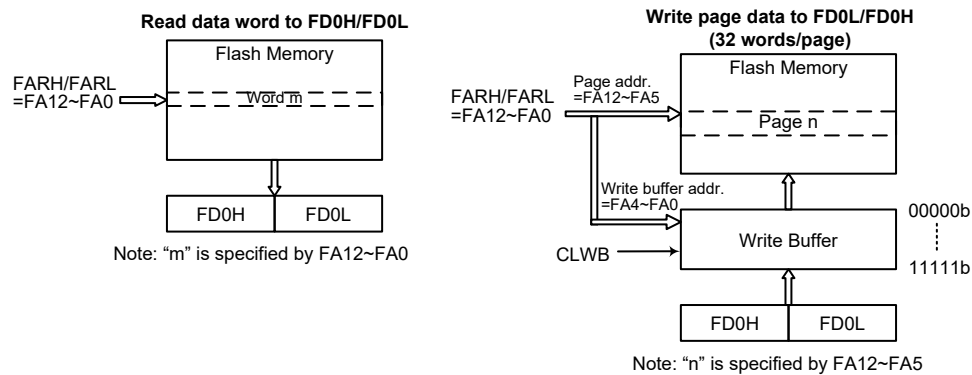 Read data word to FD0H/FD0L
Flash Memory
FARH/FARL
=FA12~FA0
Word m
FD0H
FD0L
Note: “m” is specified by FA12~FA0
Write page data to FD0L/FD0H
(32 words/page)
Flash Memory
Page addr.
=FA12~FA5
FARH/FARL
=FA12~FA0
Page n
Write buffer addr.
=FA4~FA0
Write Buffer
00000b
11111b
CLWB
FD0H
FD0L
Note: “n” is specified by FA12~FA5